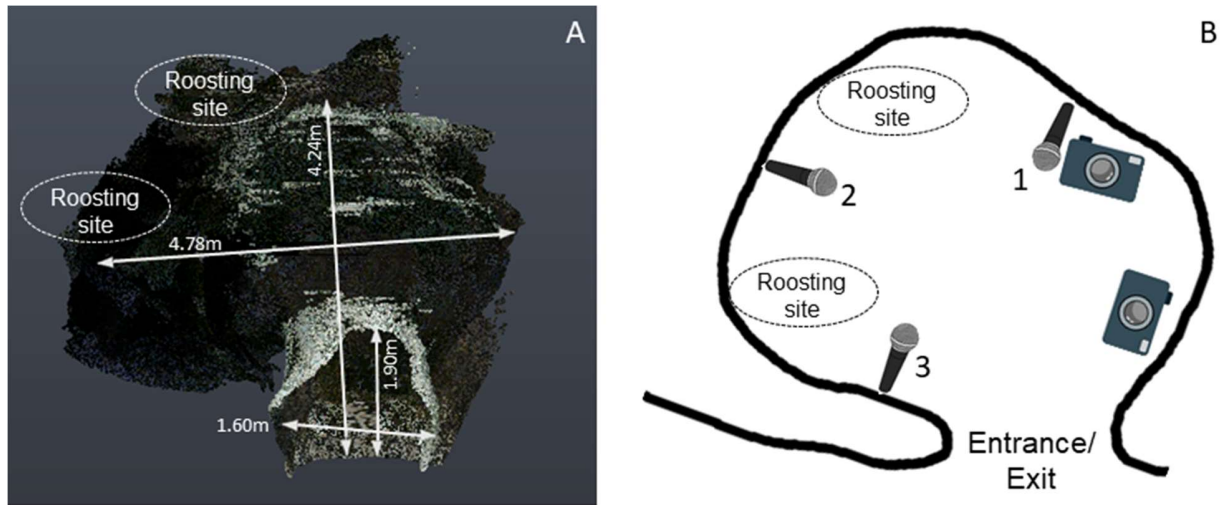 A
Roosting
site
Roosting
site
4.24m
4.78m
1.90m
1.60m
B
Roosting
site
1
2
Roosting
site
3
Entrance/
Exit